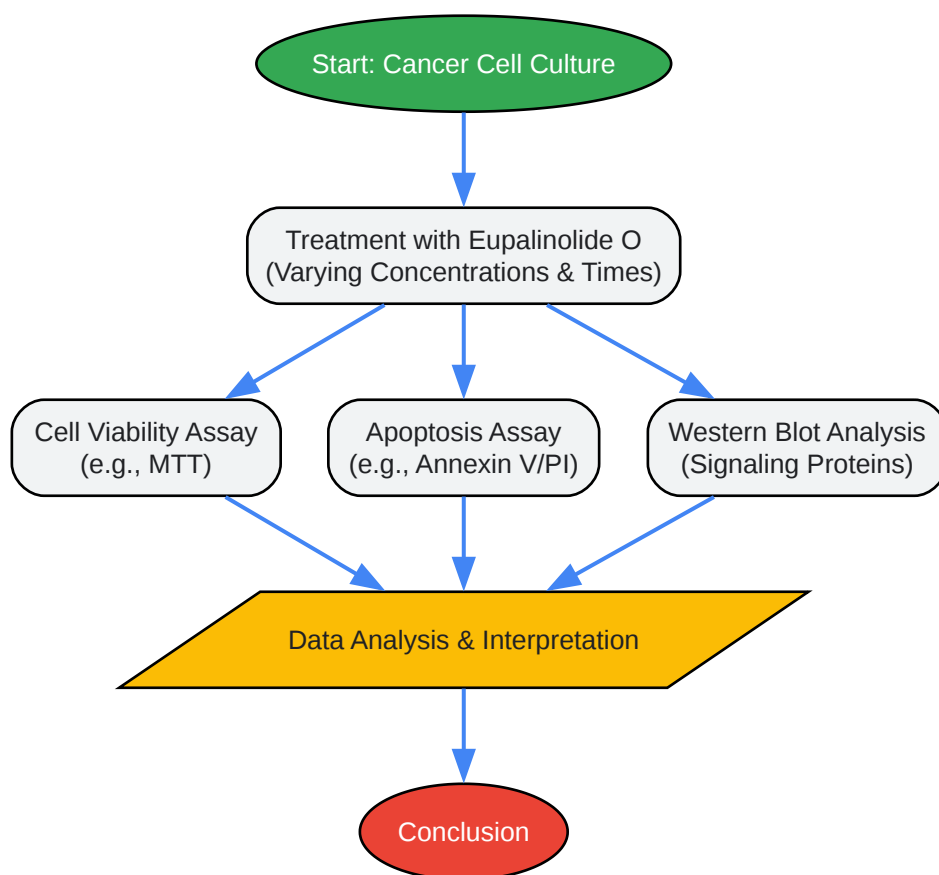 Start: Cancer Cell Culture
Treatment with Eupalinolide O
(Varying Concentrations & Times)
Cell Viability Assay
(e.g., MTT)
Apoptosis Assay
(e.g., Annexin V/PI)
Western Blot Analysis
(Signaling Proteins)
Data Analysis & Interpretation
Conclusion